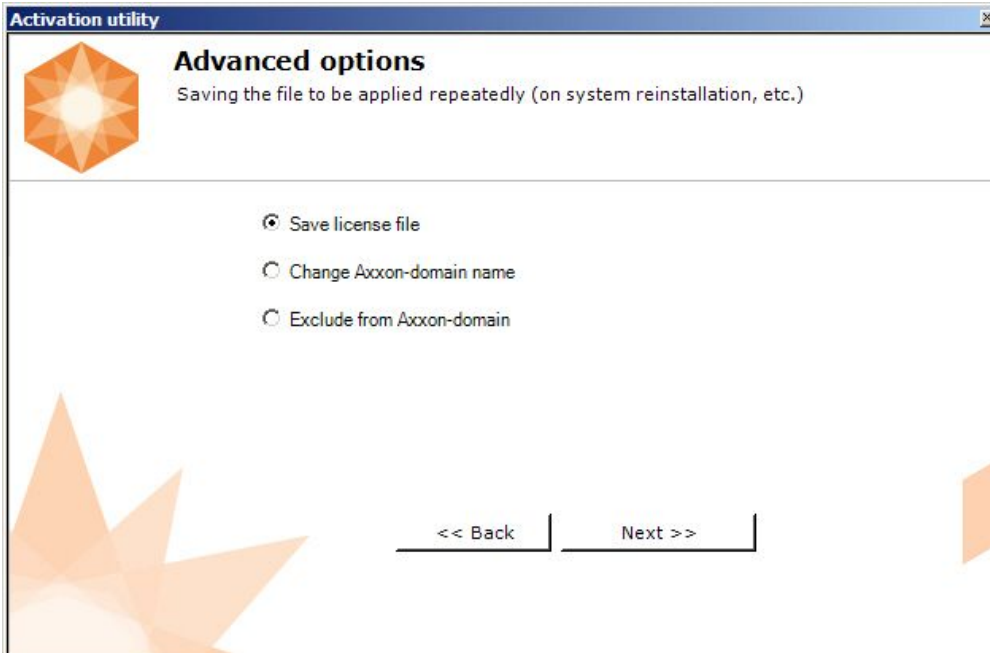 Activation utility
Advanced options
Saving the file to be applied repeatedly (on system reinstallation, etc.)
Save license file
Change Axxon-domain name
Exclude from Axxon-domain
<< Back
Next >>